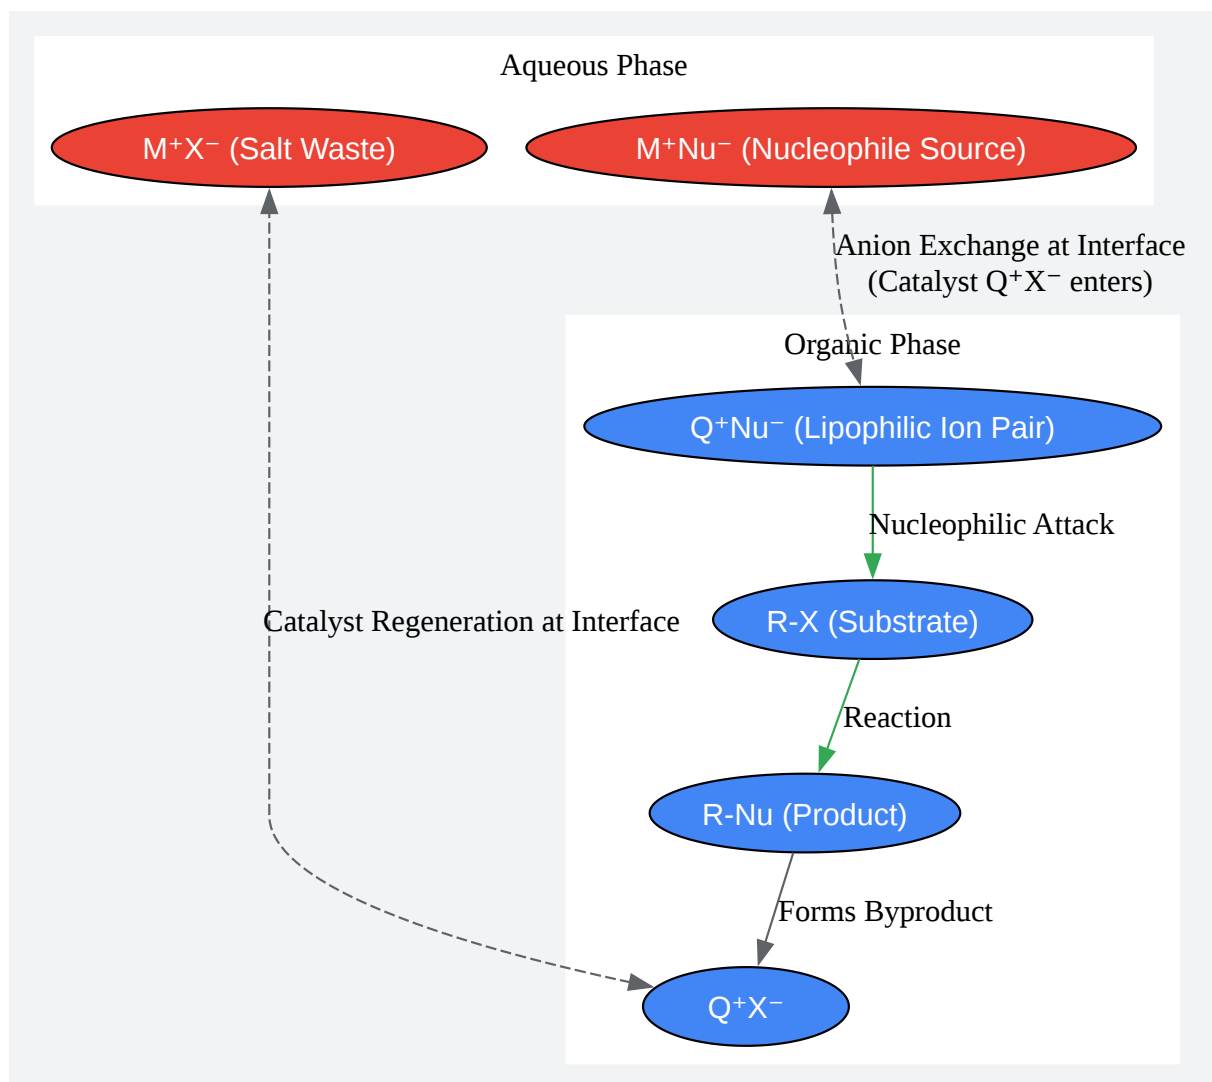 Aqueous Phase
M⁺X⁻ (Salt Waste)
M⁺Nu⁻ (Nucleophile Source)
Anion Exchange at Interface
(Catalyst Q⁺X⁻ enters)
Organic Phase
Q⁺Nu⁻ (Lipophilic Ion Pair)
Nucleophilic Attack
Catalyst Regeneration at Interface
R-X (Substrate)
Reaction
R-Nu (Product)
Forms Byproduct
Q⁺X⁻